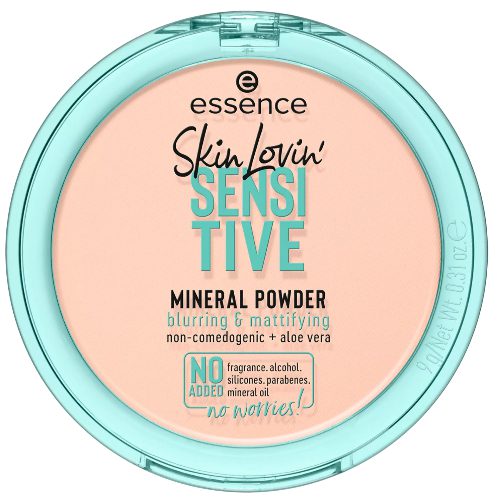 essence
Skin Lovin'
SENSI
TIVE
MINERAL POWDER
blurring & mattifying
non-comedogenic + aloe vera
NO
ADDED
fragrance, alcohol,
silicones, parabenes,
mineral oil
no worries!
9g/Net WT. 0.31 oz. ℮